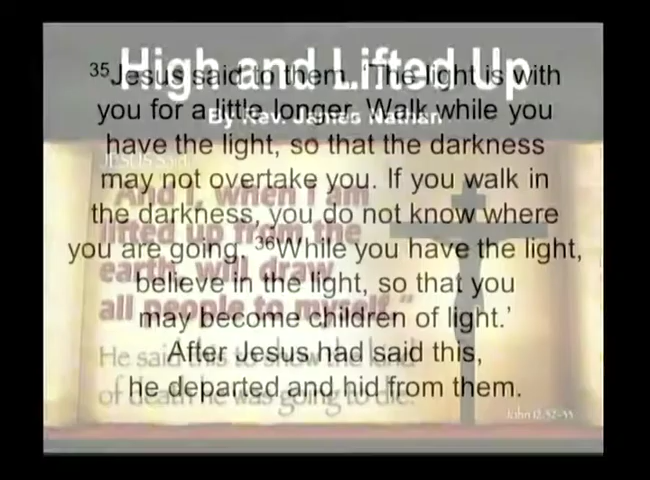 High and Lifted Up
By Rev. James Nathan
35Jesus said to them, 'The light is with
you for a little longer. Walk while you
have the light, so that the darkness
may not overtake you. If you walk in
the darkness, you do not know where
you are going. 36While you have the light,
believe in the light, so that you
may become children of light.'
After Jesus had said this,
he departed and hid from them.
JESUS said
"And I, when I am
lifted up from the
earth, will draw
all people to myself."
He said this to show the kind
of death he was going to die.
John 12:32-33